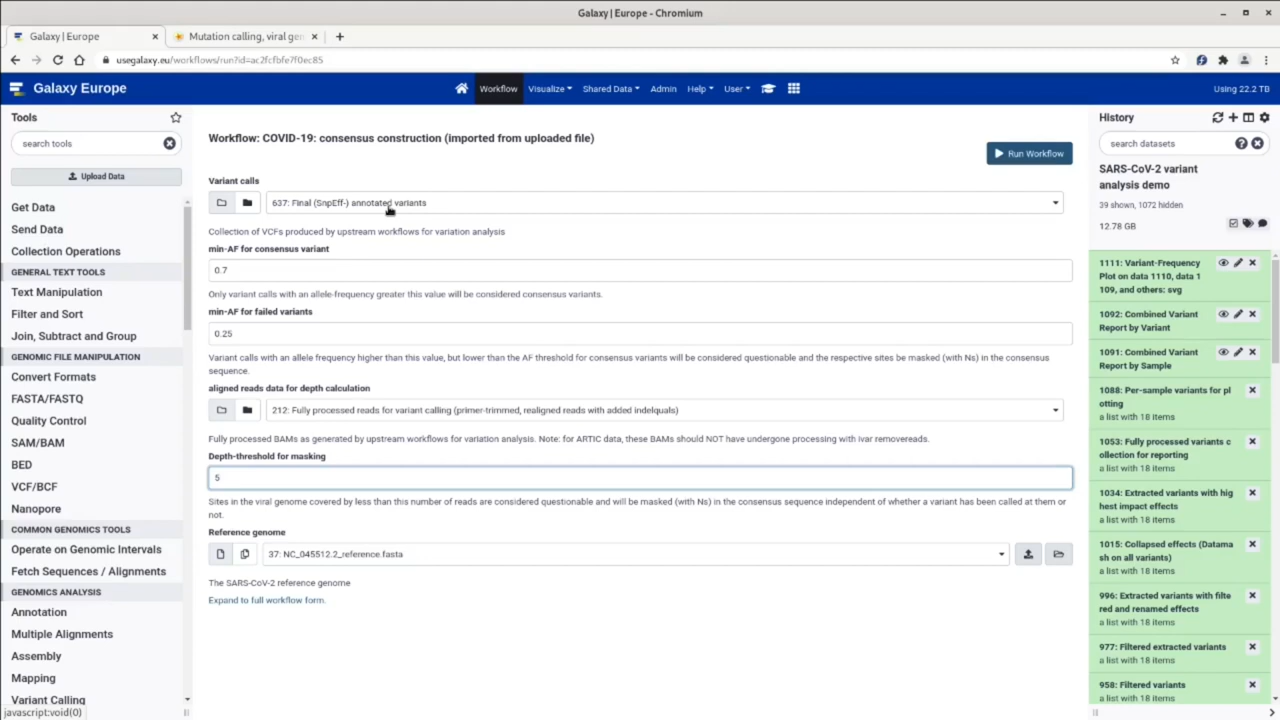 Galaxy | Europe - Chromium
Galaxy | Europe
Mutation calling, viral gen
usegalaxy.eu/workflows/run?id=ac2fcfbfe7f0ec85
Galaxy Europe
Workflow
Visualize
Shared Data
Admin
Help
User
Using 22.2 TB
Tools
search tools
Upload Data
Get Data
Send Data
Collection Operations
GENERAL TEXT TOOLS
Text Manipulation
Filter and Sort
Join, Subtract and Group
GENOMIC FILE MANIPULATION
Convert Formats
FASTA/FASTQ
Quality Control
SAM/BAM
BED
VCF/BCF
Nanopore
COMMON GENOMICS TOOLS
Operate on Genomic Intervals
Fetch Sequences / Alignments
GENOMICS ANALYSIS
Annotation
Multiple Alignments
Assembly
Mapping
Variant Calling
javascript:void(0)
Workflow: COVID-19: consensus construction (imported from uploaded file)
Run Workflow
Variant calls
637: Final (SnpEff-) annotated variants
Collection of VCFs produced by upstream workflows for variation analysis
min-AF for consensus variant
0.7
Only variant calls with an allele-frequency greater this value will be considered consensus variants.
min-AF for failed variants
0.25
Variant calls with an allele frequency higher than this value, but lower than the AF threshold for consensus variants will be considered questionable and the respective sites be masked (with Ns) in the consensus
sequence.
aligned reads data for depth calculation
212: Fully processed reads for variant calling (primer-trimmed, realigned reads with added indelquals)
Fully processed BAMs as generated by upstream workflows for variation analysis. Note: for ARTIC data, these BAMs should NOT have undergone processing with ivar removereads.
Depth-threshold for masking
5
Sites in the viral genome covered by less than this number of reads are considered questionable and will be masked (with Ns) in the consensus sequence independent of whether a variant has been called at them or
not.
Reference genome
37: NC_045512.2_reference.fasta
The SARS-CoV-2 reference genome
Expand to full workflow form.
History
search datasets
SARS-CoV-2 variant
analysis demo
39 shown, 1072 hidden
12.78 GB
1111: Variant-Frequency
Plot on data 1110, data 1
109, and others: svg
1092: Combined Variant
Report by Variant
1091: Combined Variant
Report by Sample
1088: Per-sample variants for pl
otting
a list with 18 items
1053: Fully processed variants c
ollection for reporting
a list with 18 items
1034: Extracted variants with hig
hest impact effects
a list with 18 items
1015: Collapsed effects (Datama
sh on all variants)
a list with 18 items
996: Extracted variants with filte
red and renamed effects
a list with 18 items
977: Filtered extracted variants
a list with 18 items
958: Filtered variants
a list with 18 items